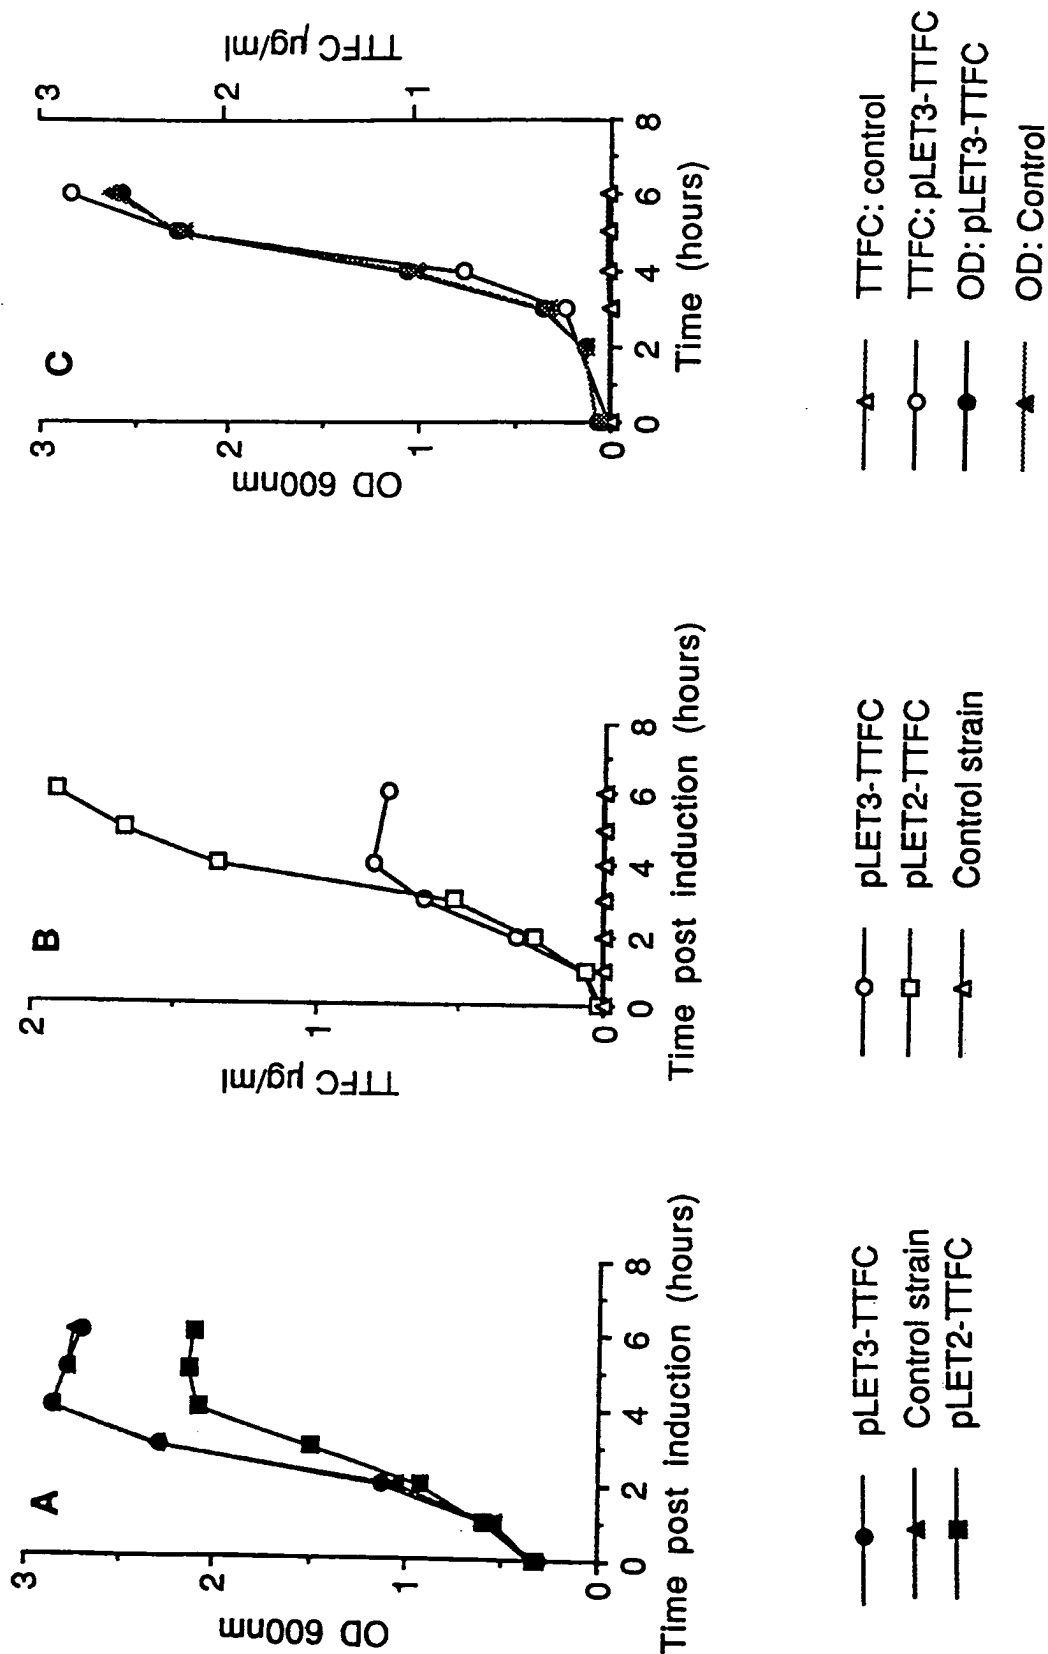 A
3
2
1
0
OD 600nm
0 2 4 6 8
Time post induction (hours)
pLET3-TTFC
Control strain
pLET2-TTFC
B
2
1
0
TTFC µg/ml
0 2 4 6 8
Time post induction (hours)
pLET3-TTFC
pLET2-TTFC
Control strain
C
3
2
1
0
OD 600nm
3
2
1
TTFC µg/ml
0 2 4 6 8
Time (hours)
TTFC: control
TTFC: pLET3-TTFC
OD: pLET3-TTFC
OD: Control